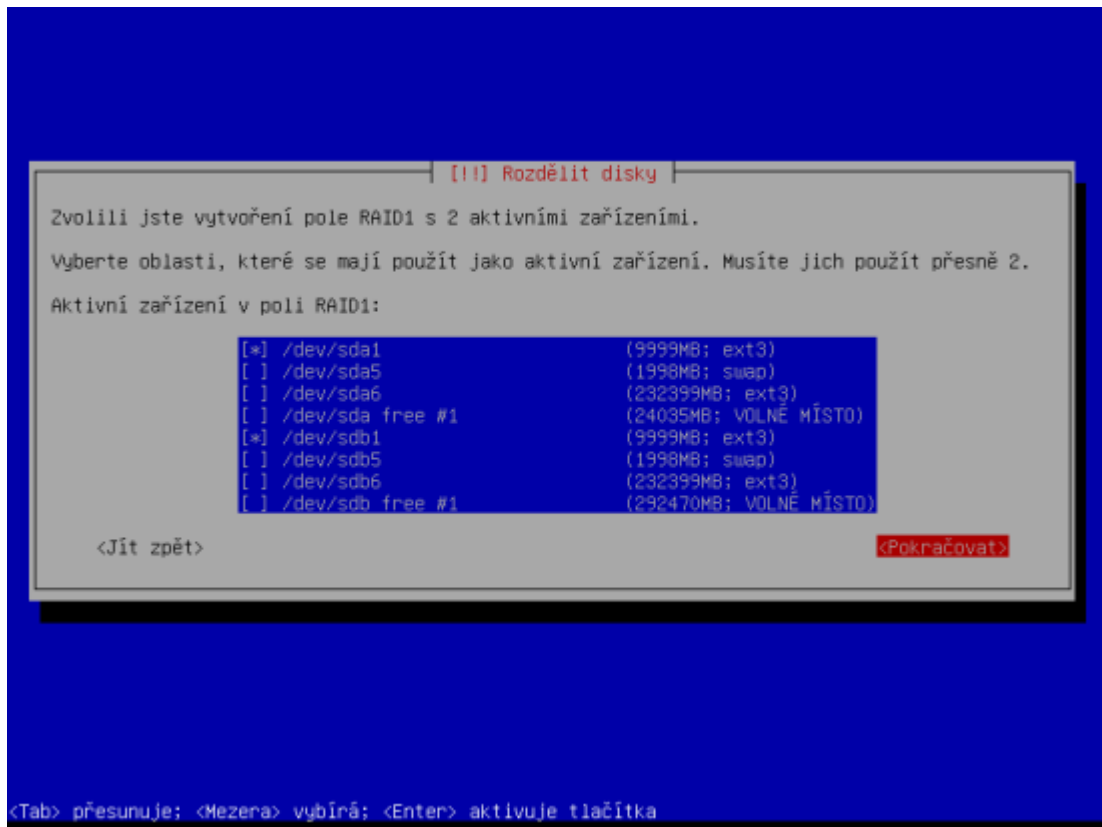 [!!] Rozdělit disky
Zvolili jste vytvoření pole RAID1 s 2 aktivními zařízeními.
Vyberte oblasti, které se mají použít jako aktivní zařízení. Musíte jich použít přesně 2.
Aktivní zařízení v poli RAID1:
[*] /dev/sda1 (9999MB; ext3)
[ ] /dev/sda5 (1998MB; swap)
[ ] /dev/sda6 (232399MB; ext3)
[ ] /dev/sda free #1 (24035MB; VOLNÉ MÍSTO)
[*] /dev/sdb1 (9999MB; ext3)
[ ] /dev/sdb5 (1998MB; swap)
[ ] /dev/sdb6 (232399MB; ext3)
[ ] /dev/sdb free #1 (292470MB; VOLNÉ MÍSTO)
<Jít zpět> <Pokračovat>
<Tab> přesunuje; <Mezera> vybírá; <Enter> aktivuje tlačítka